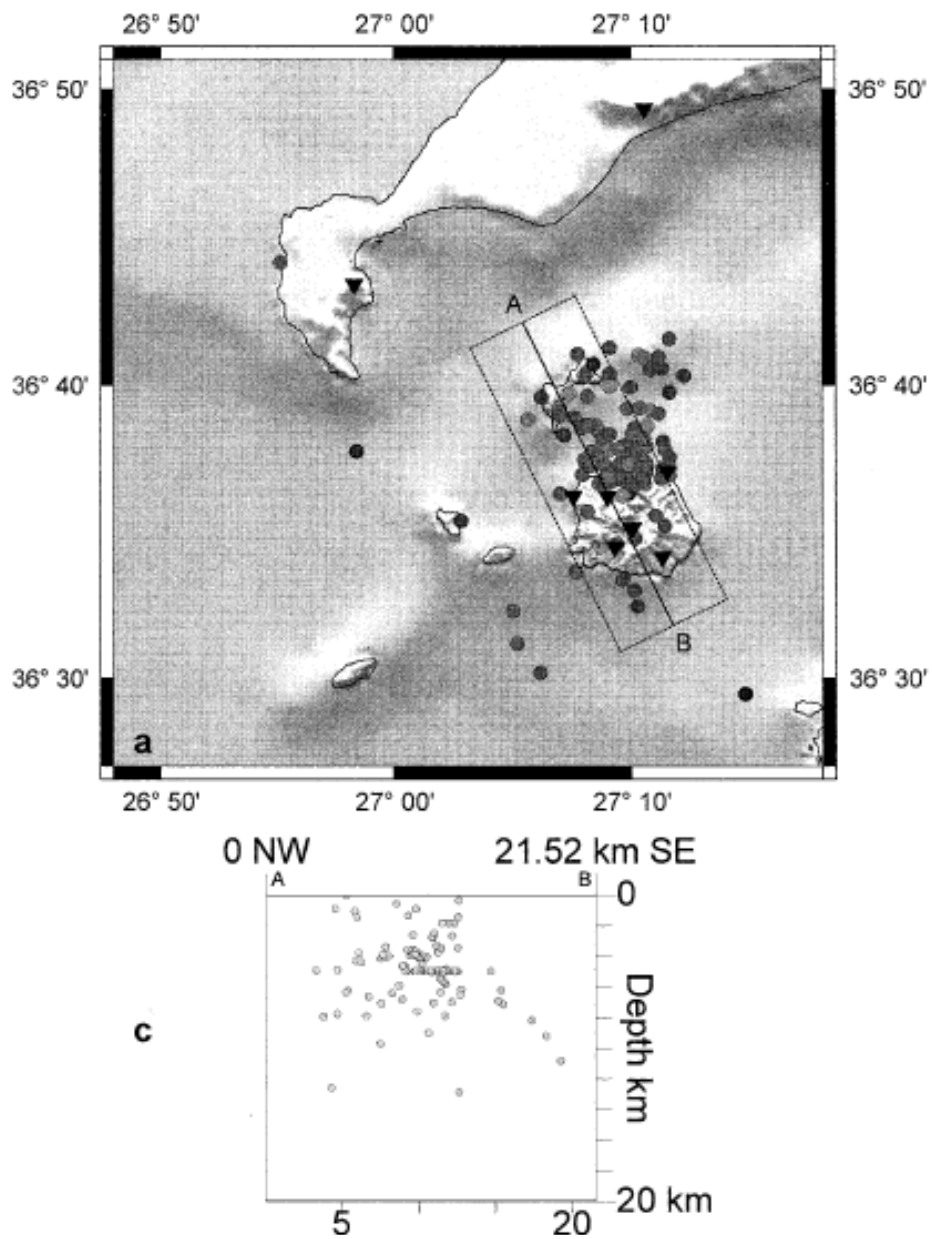 26° 50' 27° 00' 27° 10'
36° 50' 36° 50'
A
36° 40' 36° 40'
B
36° 30' 36° 30'
a
26° 50' 27° 00' 27° 10'
0 NW 21.52 km SE
A B
0
Depth km
c
20 km
5 20